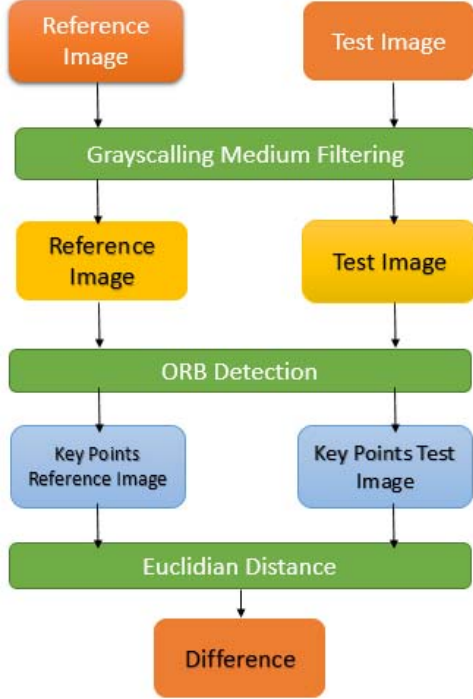 Reference
Image
Test Image
Grayscalling Medium Filtering
Reference
Image
Test Image
ORB Detection
Key Points
Reference Image
Key Points Test
Image
Euclidian Distance
Difference